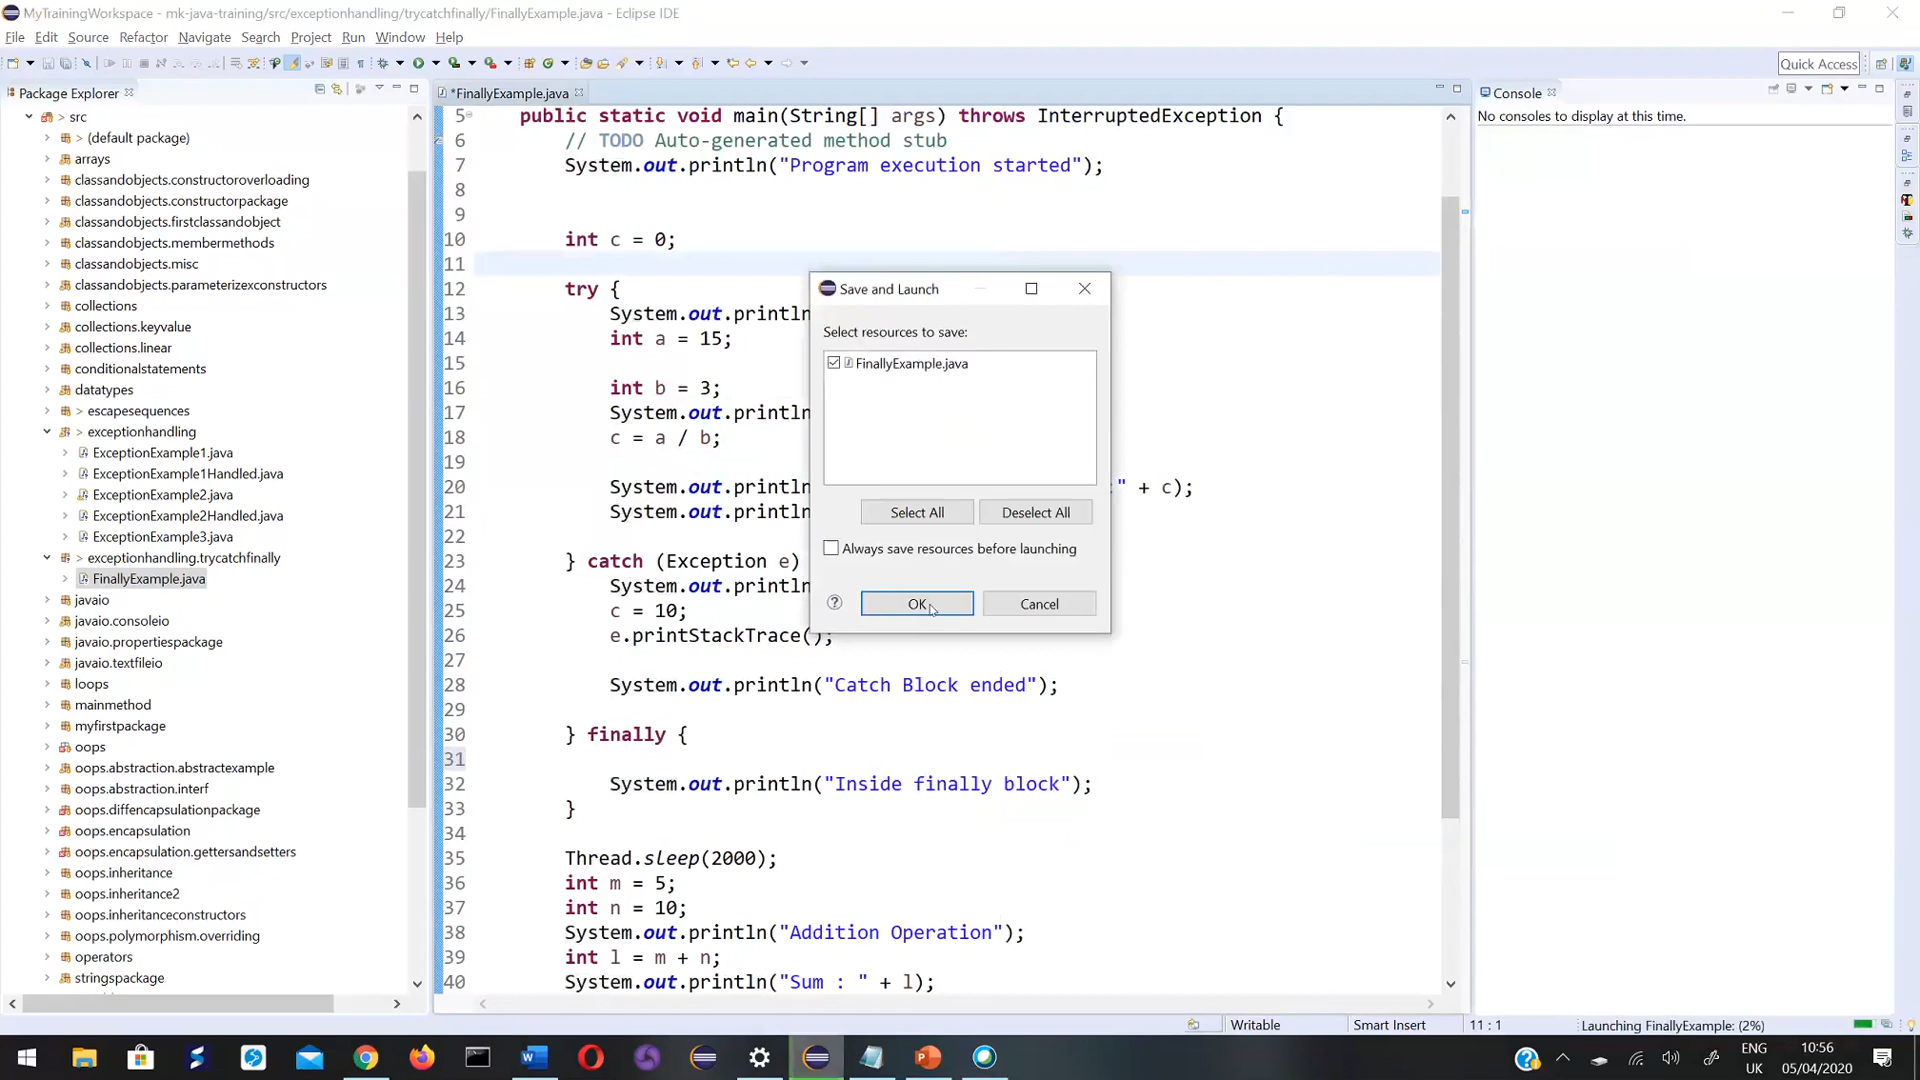 MyTrainingWorkspace - mk-java-training/src/exceptionhandling/trycatchfinally/FinallyExample.java - Eclipse IDE
File Edit Source Refactor Navigate Search Project Run Window Help
Quick Access
Package Explorer
src
> (default package)
arrays
classandobjects.constructoroverloading
classandobjects.constructorpackage
classandobjects.firstclassandobject
classandobjects.membermethods
classandobjects.misc
classandobjects.parameterizexconstructors
collections
collections.keyvalue
collections.linear
conditionalstatements
datatypes
> escapesequences
> exceptionhandling
ExceptionExample1.java
ExceptionExample1Handled.java
ExceptionExample2.java
ExceptionExample2Handled.java
ExceptionExample3.java
> exceptionhandling.trycatchfinally
FinallyExample.java
javaio
javaio.consoleio
javaio.propertiespackage
javaio.textfileio
loops
mainmethod
myfirstpackage
oops
oops.abstraction.abstractexample
oops.abstraction.interf
oops.diffencapsulationpackage
oops.encapsulation
oops.encapsulation.gettersandsetters
oops.inheritance
oops.inheritance2
oops.inheritanceconstructors
oops.polymorphism.overriding
operators
stringspackage
*FinallyExample.java
5 public static void main(String[] args) throws InterruptedException {
6 // TODO Auto-generated method stub
7 System.out.println("Program execution started");
8
9
10 int c = 0;
11
12 try {
13 System.out.println
14 int a = 15;
15
16 int b = 3;
17 System.out.println
18 c = a / b;
19
20 System.out.println :" + c);
21 System.out.println
22
23 } catch (Exception e)
24 System.out.println
25 c = 10;
26 e.printStackTrace();
27
28 System.out.println("Catch Block ended");
29
30 } finally {
31
32 System.out.println("Inside finally block");
33 }
34
35 Thread.sleep(2000);
36 int m = 5;
37 int n = 10;
38 System.out.println("Addition Operation");
39 int l = m + n;
40 System.out.println("Sum : " + l);
Save and Launch
Select resources to save:
FinallyExample.java
Select All Deselect All
Always save resources before launching
OK Cancel
Console
No consoles to display at this time.
Writable Smart Insert 11 : 1 Launching FinallyExample: (2%)
ENG
UK
10:56
05/04/2020